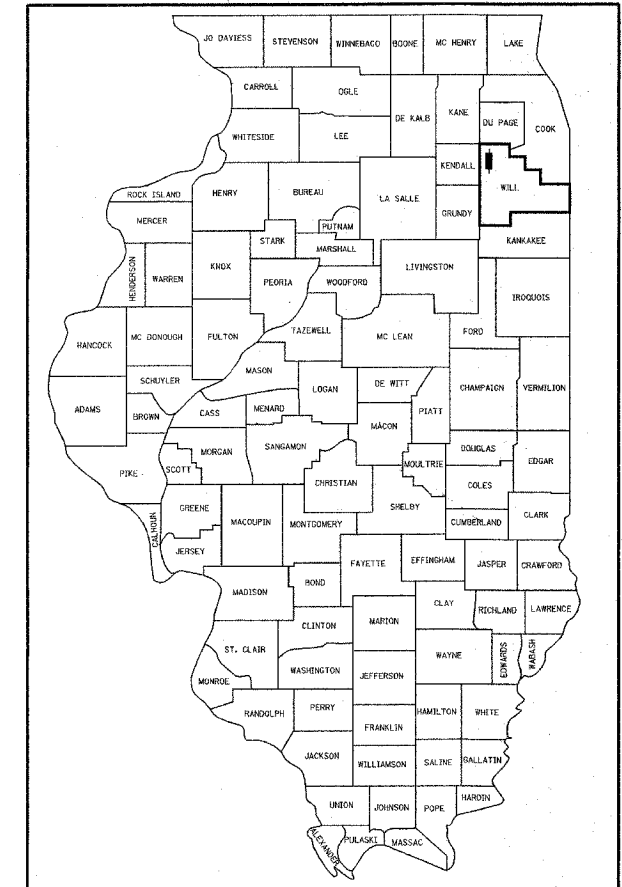 JO DAVIESS STEVENSON WINNEBAGO BOONE MC HENRY LAKE
CARROLL OGLE DE KALB KANE DU PAGE COOK
WHITESIDE LEE KENDALL WILL
ROCK ISLAND HENRY BUREAU LA SALLE GRUNDY
MERCER PUTNAM
STARK MARSHALL KANKAKEE
HENDERSON WARREN KNOX PEORIA WOODFORD LIVINGSTON IROQUOIS
HANCOCK MC DONOUGH FULTON TAZEWELL MC LEAN FORD
SCHUYLER MASON LOGAN DE WITT CHAMPAIGN VERMILION
ADAMS BROWN CASS MENARD MACON PIATT
MORGAN SANGAMON DOUGLAS EDGAR
PIKE SCOTT CHRISTIAN MOULTRIE COLES
GREENE MACOUPIN MONTGOMERY SHELBY CUMBERLAND CLARK
CALHOUN JERSEY FAYETTE EFFINGHAM JASPER CRAWFORD
MADISON BOND CLAY RICHLAND LAWRENCE
CLINTON MARION
ST. CLAIR WASHINGTON WAYNE EDWARDS WABASH
MONROE JEFFERSON
RANDOLPH PERRY HAMILTON WHITE
FRANKLIN
JACKSON WILLIAMSON SALINE GALLATIN
UNION JOHNSON POPE HARDIN
ALEXANDER PULASKI MASSAC